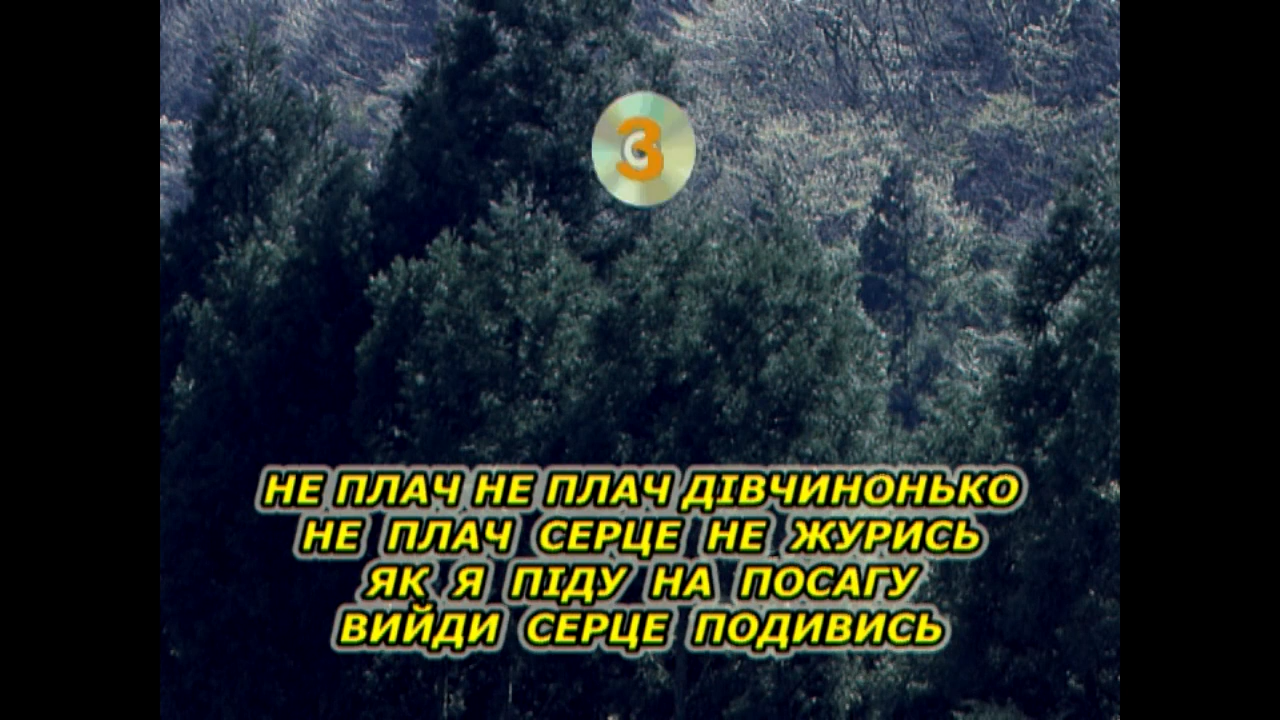 3
НЕ ПЛАЧ НЕ ПЛАЧ ДІВЧИНОНЬКО
НЕ ПЛАЧ СЕРЦЕ НЕ ЖУРИСЬ
ЯК Я ПІДУ НА ПОСАГУ
ВИЙДИ СЕРЦЕ ПОДИВИСЬ